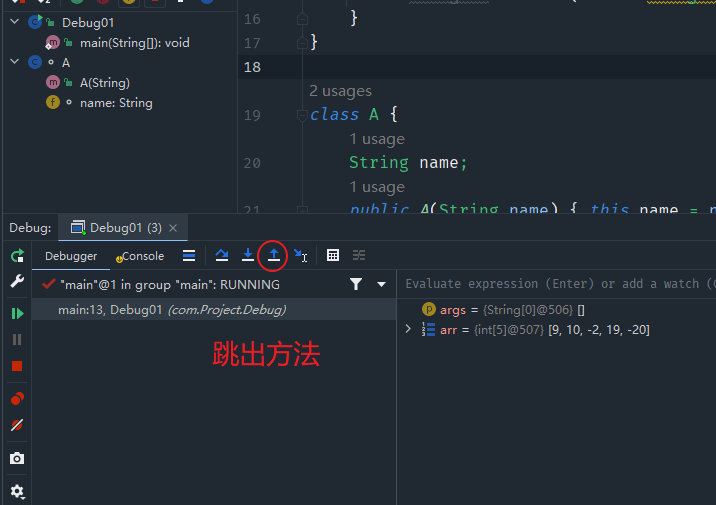 Debug01
main(String[]): void
A
A(String)
name: String
16 }
17 }
18
2 usages
19 class A {
1 usage
20 String name;
1 usage
21 public A(String name) { this.name = n
Debug: Debug01 (3)
Debugger Console
"main"@1 in group "main": RUNNING
main:13, Debug01 (com.Project.Debug)
Evaluate expression (Enter) or add a watch (C
args = {String[0]@506} []
arr = {int[5]@507} [9, 10, -2, 19, -20]
跳出方法